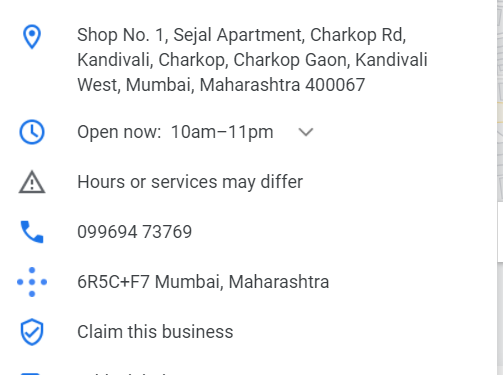 Shop No. 1, Sejal Apartment, Charkop Rd,
Kandivali, Charkop, Charkop Gaon, Kandivali
West, Mumbai, Maharashtra 400067
Open now: 10am–11pm
Hours or services may differ
099694 73769
6R5C+F7 Mumbai, Maharashtra
Claim this business